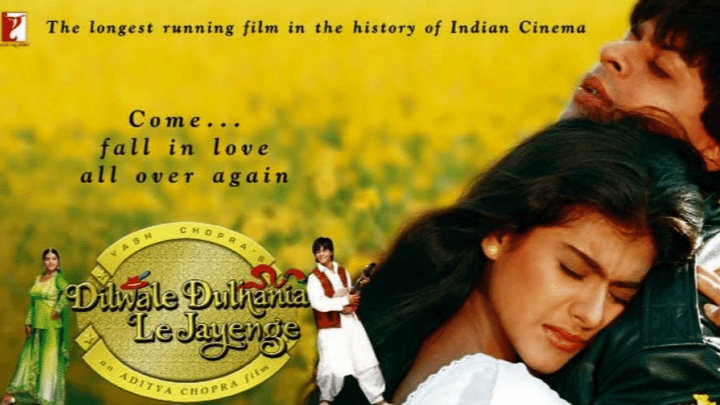 The longest running film in the history of Indian Cinema
Come...
fall in love
all over again
YASH CHOPRA'S
Dilwale Dulhania
Le Jayenge
an ADITYA CHOPRA film